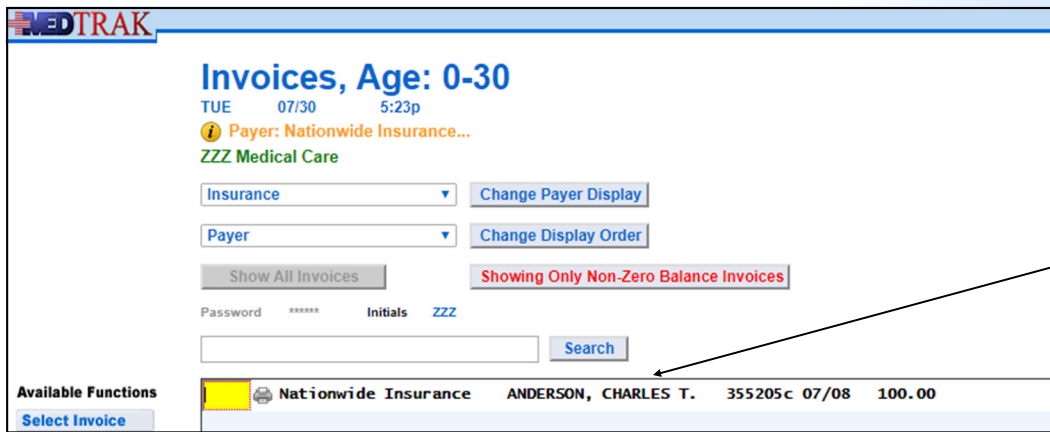 MEDTRAK
Invoices, Age: 0-30
TUE 07/30 5:23p
i Payer: Nationwide Insurance...
ZZZ Medical Care
Insurance Change Payer Display
Payer Change Display Order
Show All Invoices Showing Only Non-Zero Balance Invoices
Password ****** Initials ZZZ
Search
Available Functions
Nationwide Insurance ANDERSON, CHARLES T. 355205c 07/08 100.00
Select Invoice